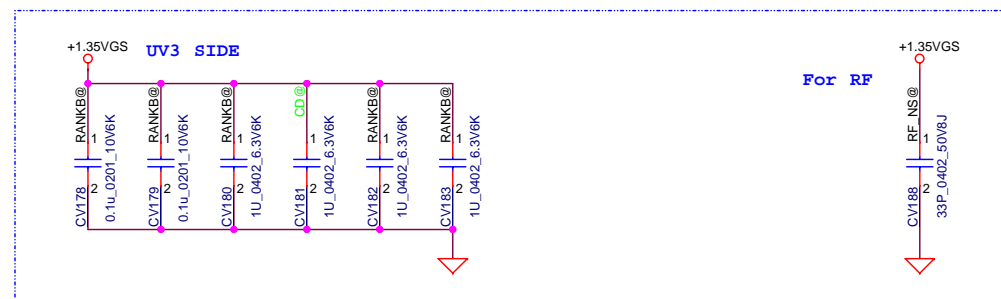 +1.35VGS
UV3 SIDE
RANKB@
1
2
CV178
0.1u_0201_10V6K
RANKB@
1
2
CV179
0.1u_0201_10V6K
RANKB@
1
2
CV180
1U_0402_6.3V6K
CD@
1
2
CV181
1U_0402_6.3V6K
RANKB@
1
2
CV182
1U_0402_6.3V6K
RANKB@
1
2
CV183
1U_0402_6.3V6K
For RF
+1.35VGS
RF_NS@
1
2
CV188
33P_0402_50V8J